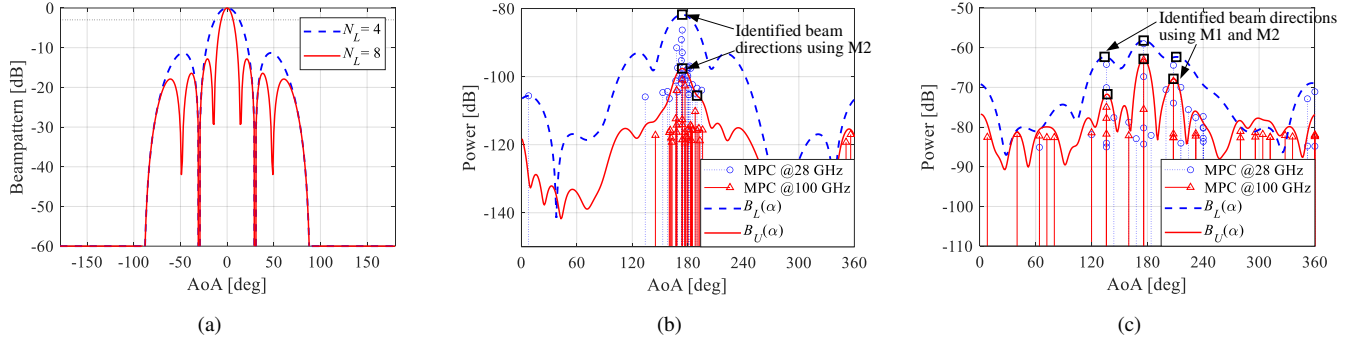 0
-10
-20
-30
-40
-50
-60
Beampattern [dB]
-150 -100 -50 0 50 100 150
AoA [deg]
N_L = 4
N_L = 8
(a)
-80
-100
-120
-140
Power [dB]
0 60 120 180 240 300 360
AoA [deg]
Identified beam
directions using M2
MPC @28 GHz
MPC @100 GHz
B_L(α)
B_U(α)
(b)
-50
-60
-70
-80
-90
-100
-110
Power [dB]
0 60 120 180 240 300 360
AoA [deg]
Identified beam directions
using M1 and M2
MPC @28 GHz
MPC @100 GHz
B_L(α)
B_U(α)
(c)